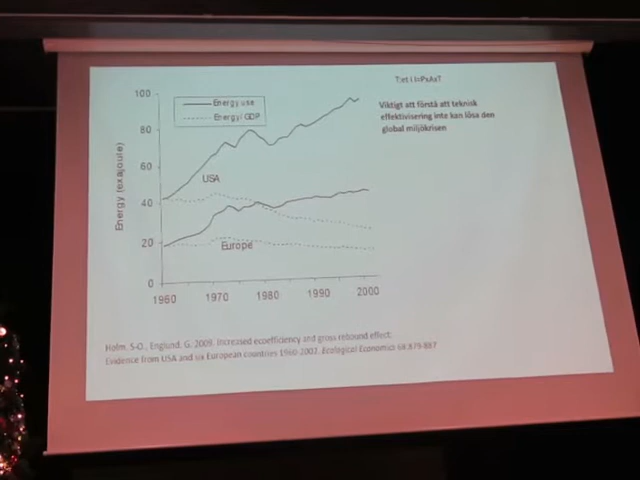 T:et i I=PxAxT
Viktigt att förstå att teknisk
effektivisering inte kan lösa den
global miljökrisen
Energy use
Energy/GDP
100
80
60
40
20
0
Energy (exajoule)
USA
Europe
1960 1970 1980 1990 2000
Holm, S-O., Englund, G. 2009. Increased ecoefficiency and gross rebound effect:
Evidence from USA and six European countries 1960-2002. Ecological Economics 68:879-887